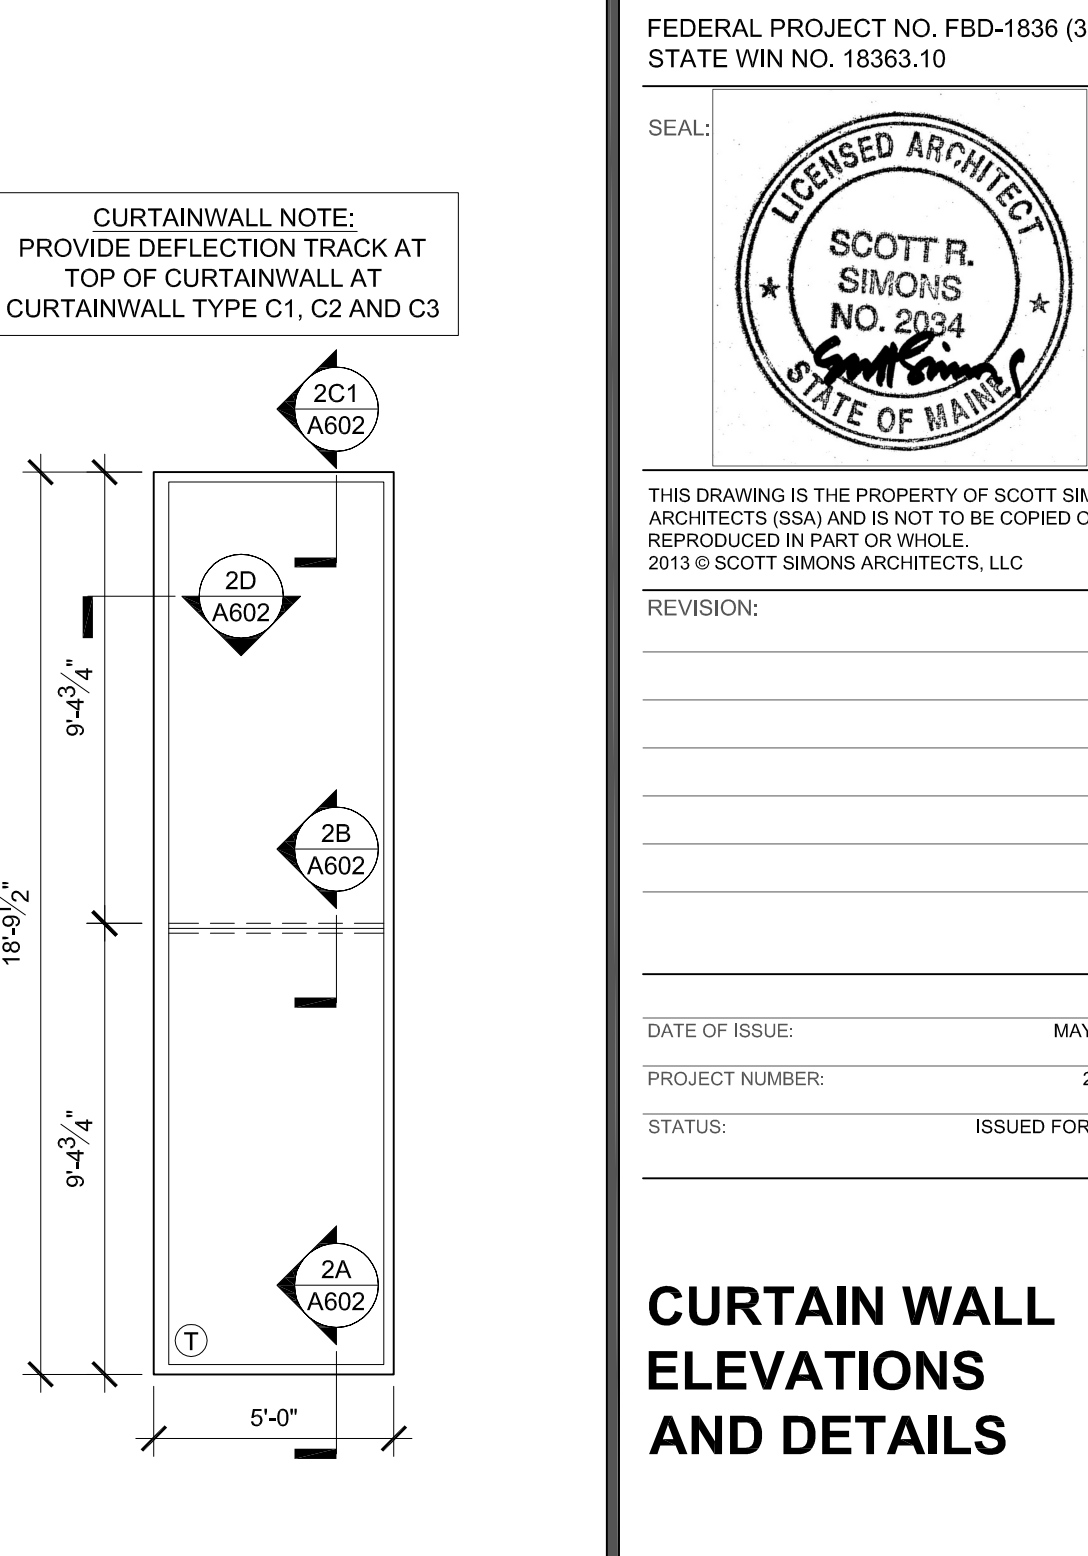 FEDERAL PROJECT NO. FBD-1836 (3
STATE WIN NO. 18363.10
SEAL:
LICENSED ARCHITECT
SCOTT R.
SIMONS
NO. 2034
STATE OF MAINE
CURTAINWALL NOTE:
PROVIDE DEFLECTION TRACK AT
TOP OF CURTAINWALL AT
CURTAINWALL TYPE C1, C2 AND C3
2C1
A602
2D
A602
9'-4 3/4"
2B
A602
18'-9 1/2"
9'-4 3/4"
2A
A602
T
5'-0"
THIS DRAWING IS THE PROPERTY OF SCOTT SIM
ARCHITECTS (SSA) AND IS NOT TO BE COPIED O
REPRODUCED IN PART OR WHOLE.
2013 © SCOTT SIMONS ARCHITECTS, LLC
REVISION:
DATE OF ISSUE: MAY
PROJECT NUMBER: 2
STATUS: ISSUED FOR
CURTAIN WALL
ELEVATIONS
AND DETAILS